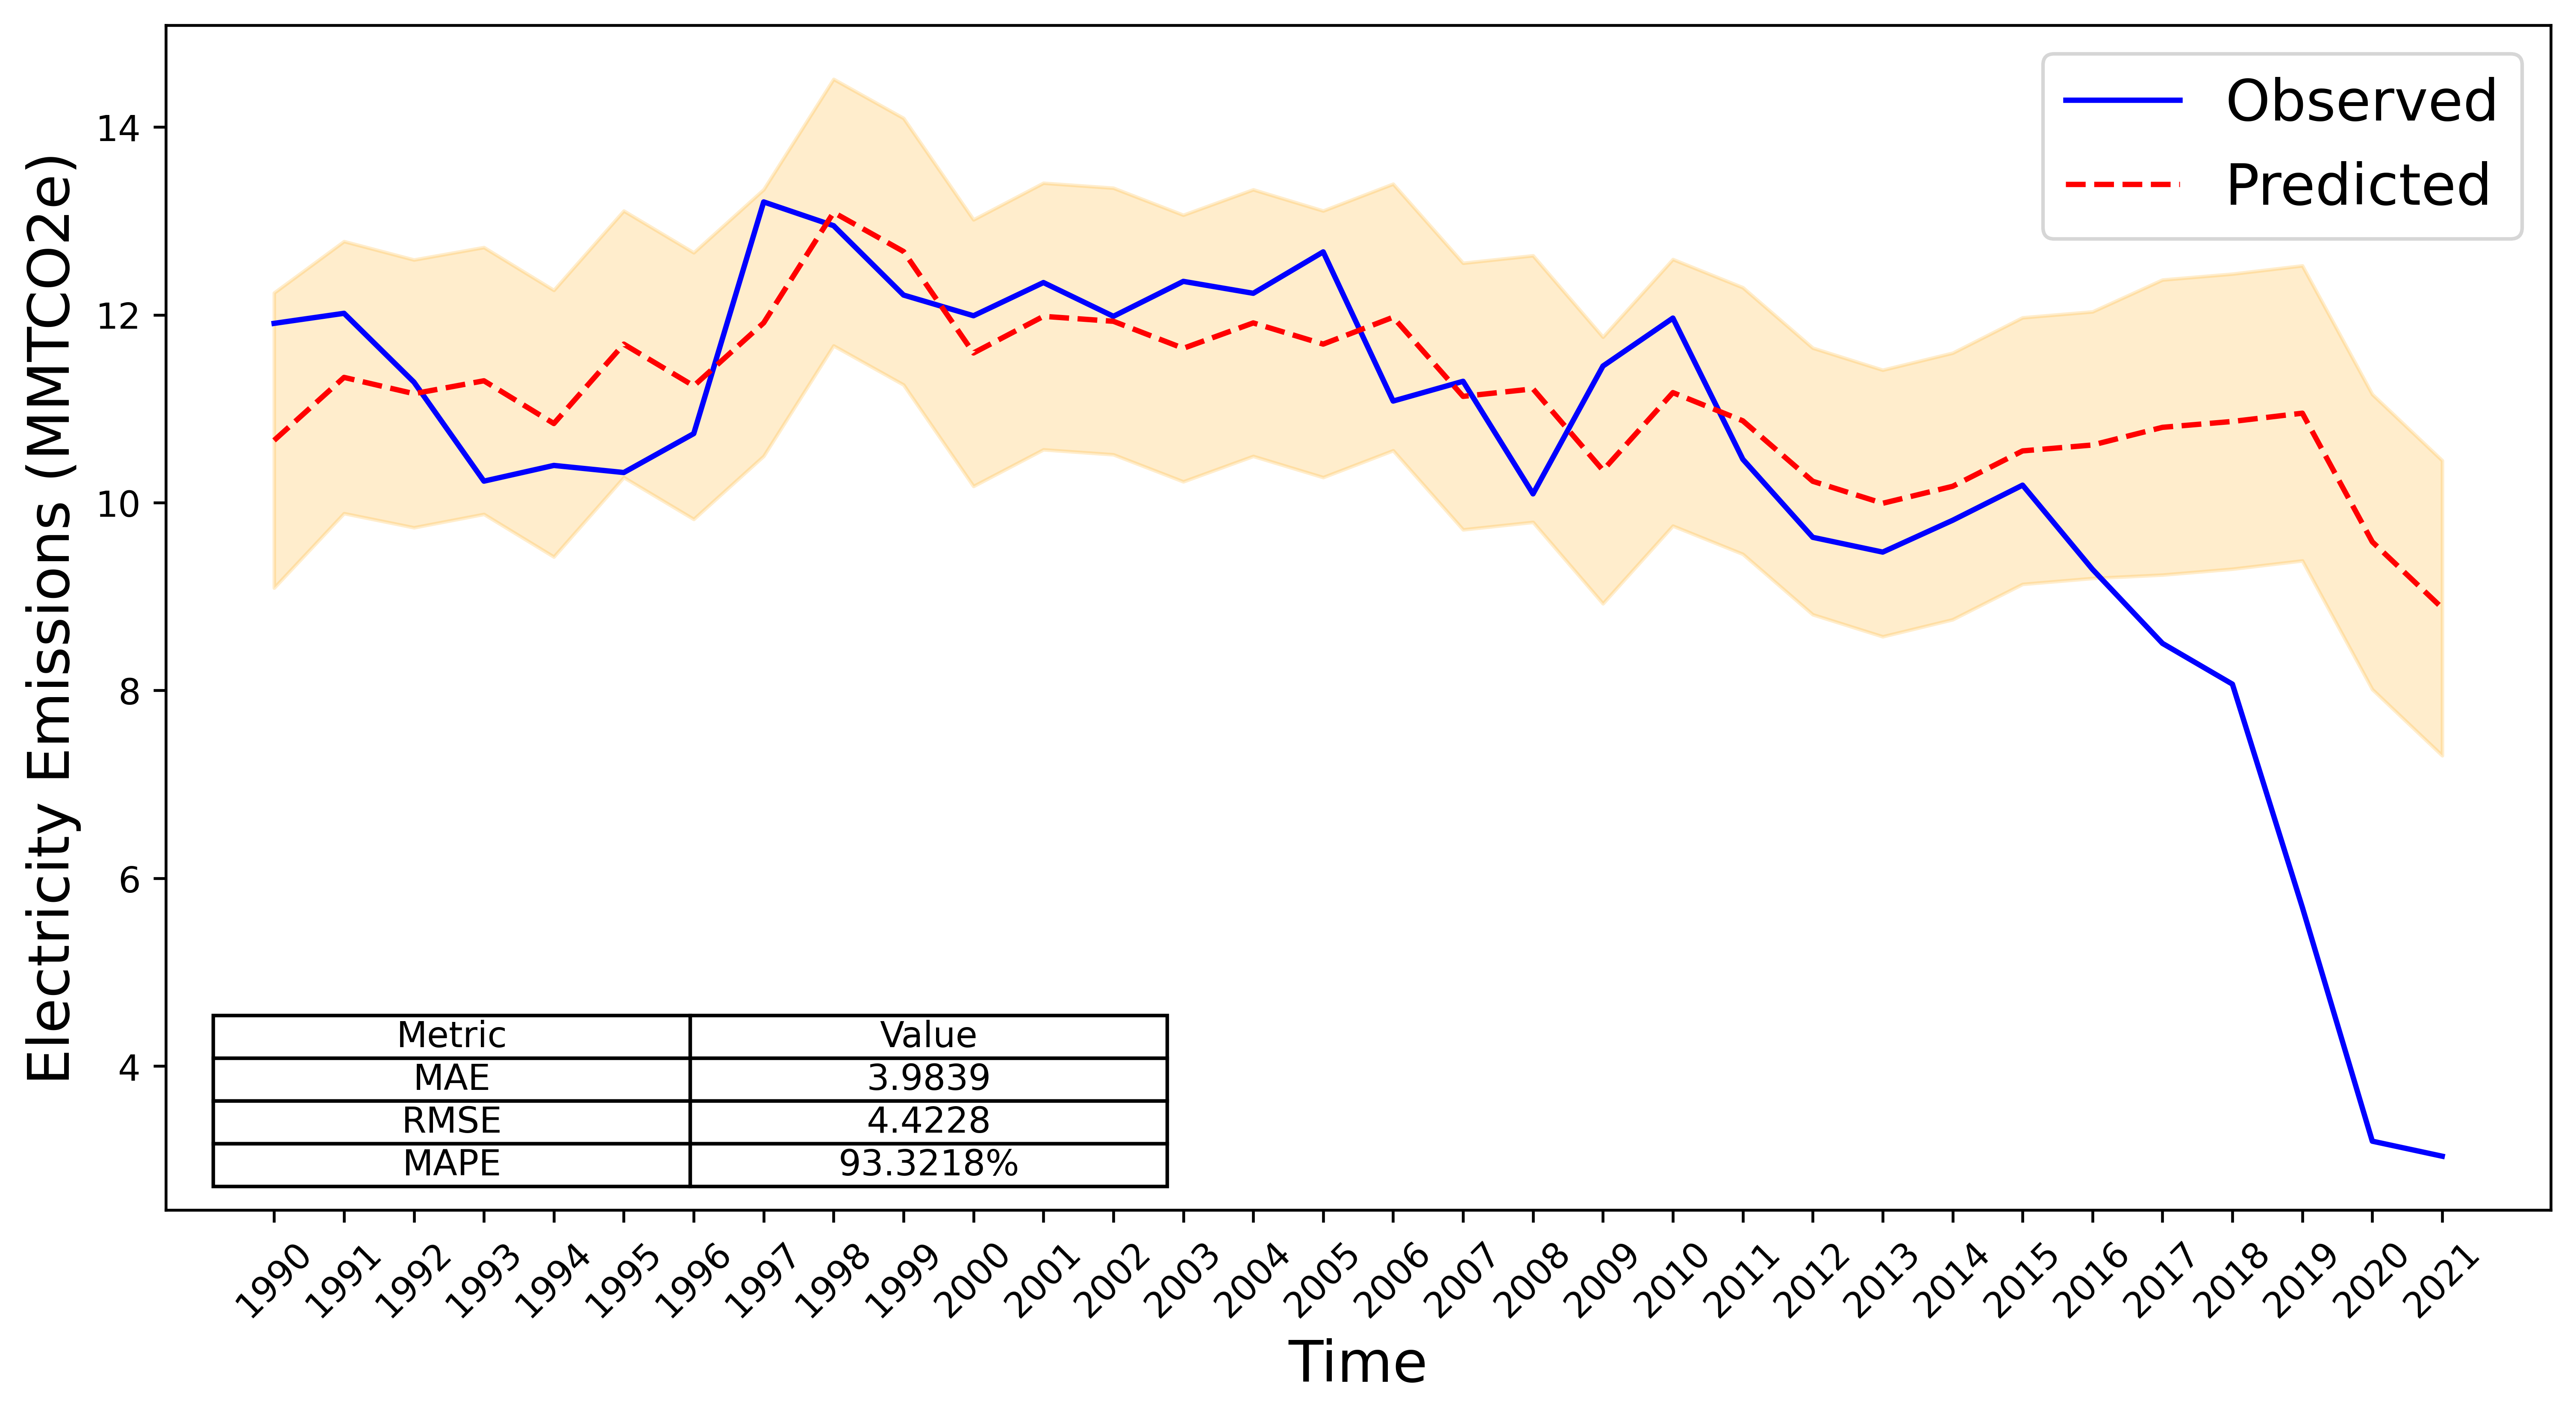 Electricity Emissions (MMTCO2e)
14
12
10
8
6
4
Observed
Predicted
Metric Value
MAE 3.9839
RMSE 4.4228
MAPE 93.3218%
1990 1991 1992 1993 1994 1995 1996 1997 1998 1999 2000 2001 2002 2003 2004 2005 2006 2007 2008 2009 2010 2011 2012 2013 2014 2015 2016 2017 2018 2019 2020 2021
Time